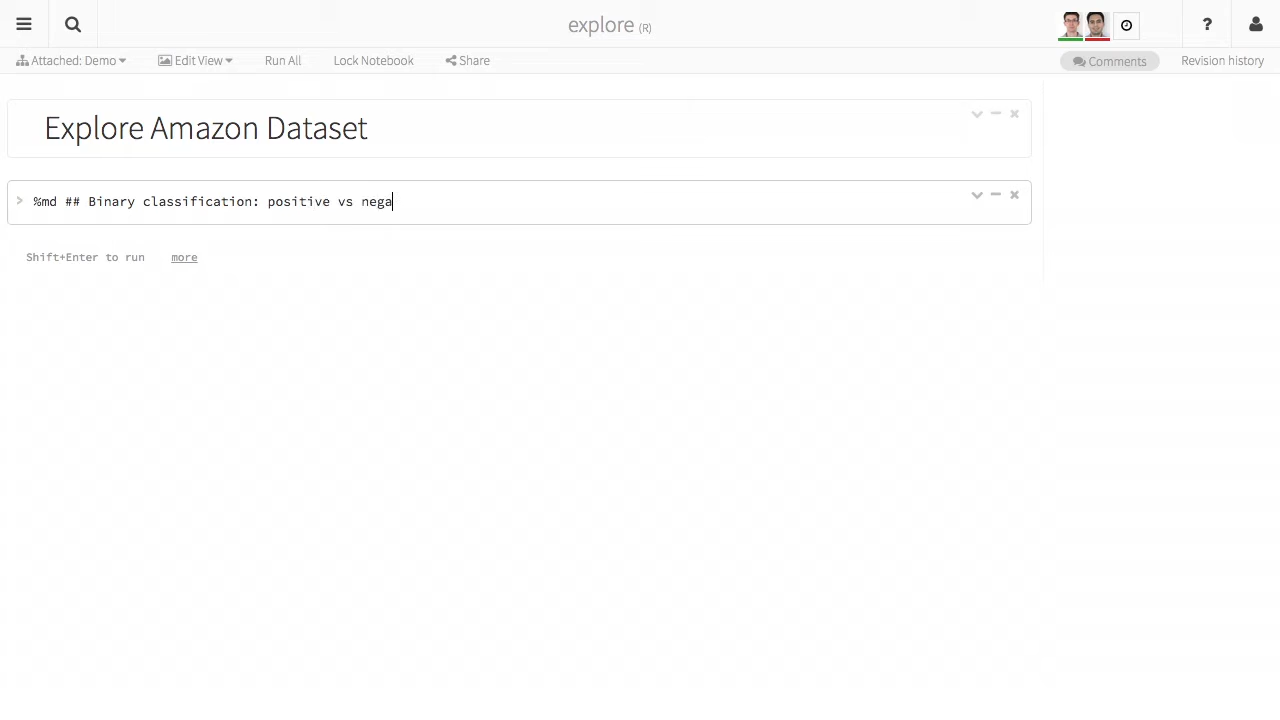 explore (R)
?
Attached: Demo Edit View Run All Lock Notebook Share Comments Revision history
Explore Amazon Dataset
> %md ## Binary classification: positive vs nega
Shift+Enter to run more